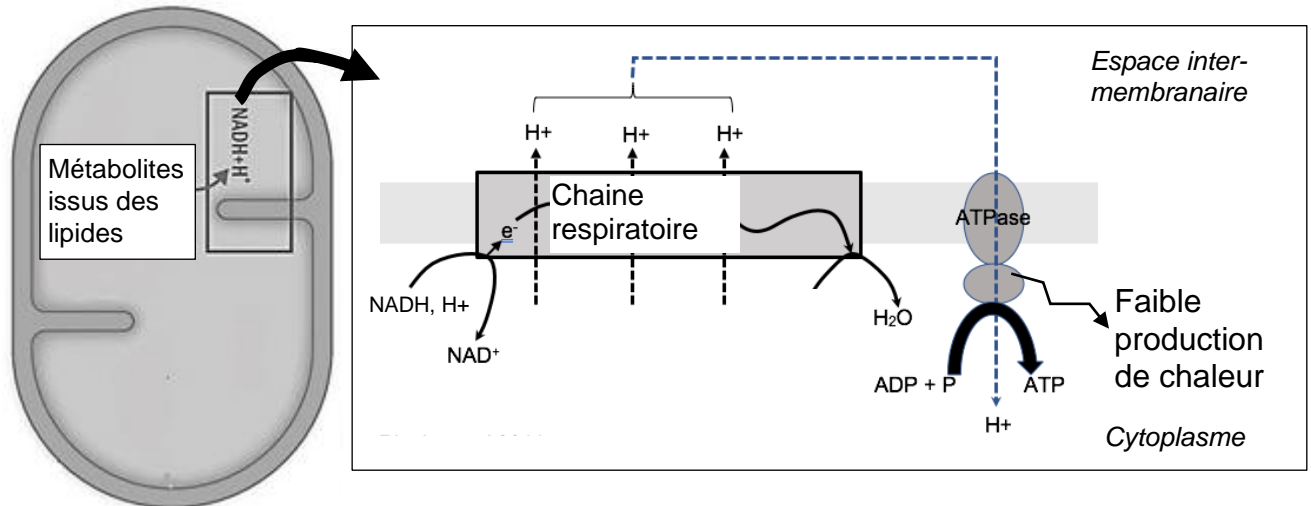 NADH+H⁺
Métabolites
issus des
lipides
Espace inter-
membranaire
H+ H+ H+
Chaine
respiratoire
e-
ATPase
NADH, H+
NAD+
H₂O
ADP + P ATP
H+
Faible
production
de chaleur
Cytoplasme